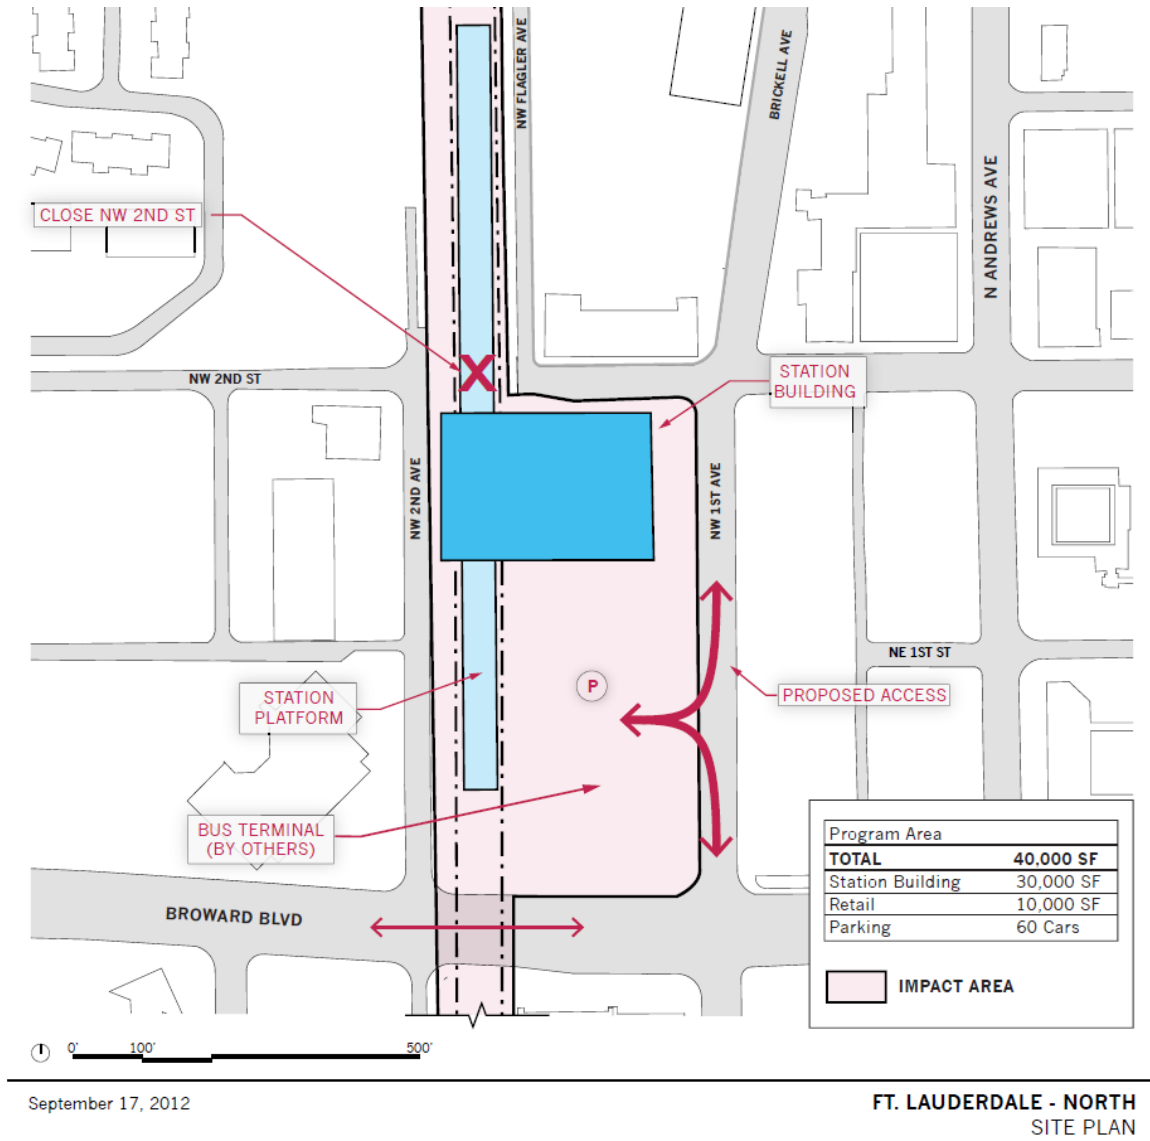 NW FLAGLER AVE
BRICKELL AVE
N ANDREWS AVE
CLOSE NW 2ND ST
X
NW 2ND ST
STATION
BUILDING
NW 2ND AVE
NW 1ST AVE
NE 1ST ST
P
STATION
PLATFORM
PROPOSED ACCESS
BUS TERMINAL
(BY OTHERS)
BROWARD BLVD
Program Area
TOTAL 40,000 SF
Station Building 30,000 SF
Retail 10,000 SF
Parking 60 Cars
IMPACT AREA
0' 100' 500'
September 17, 2012
FT. LAUDERDALE - NORTH
SITE PLAN